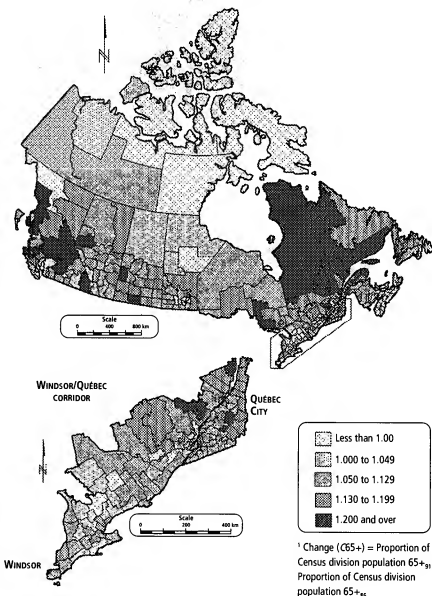 N
Scale
0 400 800 km
WINDSOR/QUÉBEC
CORRIDOR
QUÉBEC
CITY
N
Scale
0 200 400 km
WINDSOR
Less than 1.00
1.000 to 1.049
1.050 to 1.129
1.130 to 1.199
1.200 and over
¹ Change (C65+) = Proportion of
Census division population 65+₉₁
Proportion of Census division
population 65+₈₆